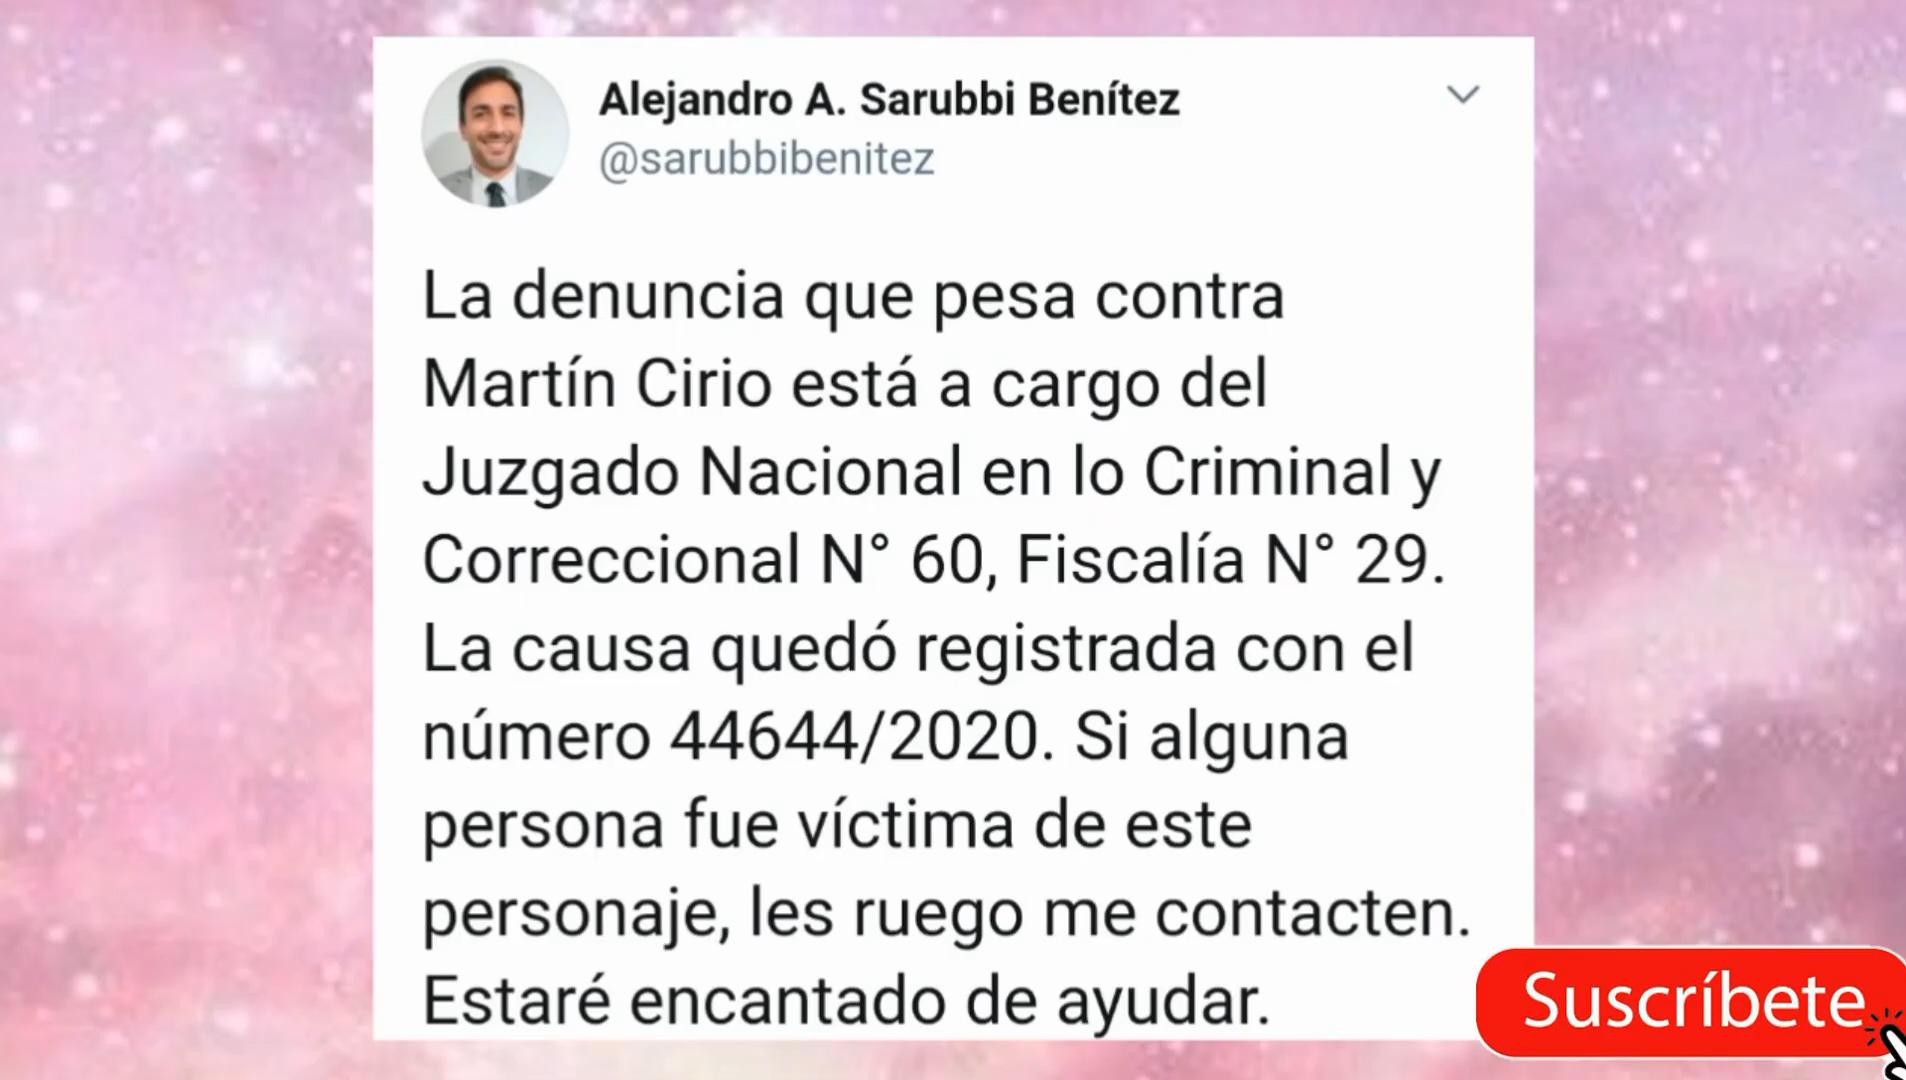 Alejandro A. Sarubbi Benítez
@sarubbibenitez
La denuncia que pesa contra
Martín Cirio está a cargo del
Juzgado Nacional en lo Criminal y
Correccional N° 60, Fiscalía N° 29.
La causa quedó registrada con el
número 44644/2020. Si alguna
persona fue víctima de este
personaje, les ruego me contacten.
Estaré encantado de ayudar.
Suscríbete